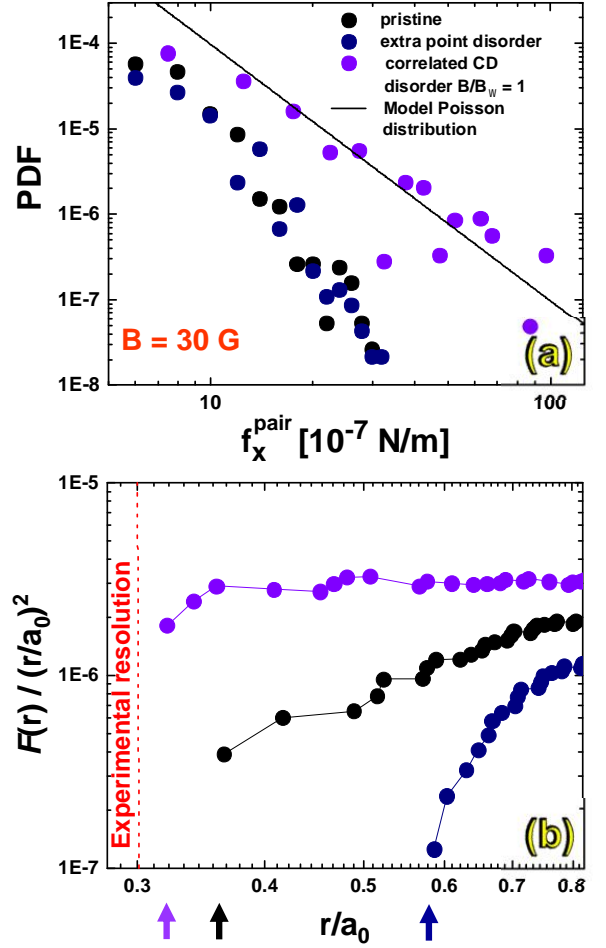 1E-4
1E-5
1E-6
1E-7
1E-8
PDF
pristine
extra point disorder
correlated CD
disorder B/B_W = 1
Model Poisson
distribution
B = 30 G
(a)
10
100
f_x^pair [10^-7 N/m]
1E-5
1E-6
1E-7
F(r) / (r/a_0)^2
Experimental resolution
(b)
0.3
0.4
0.5
0.6
0.7
0.8
r/a_0